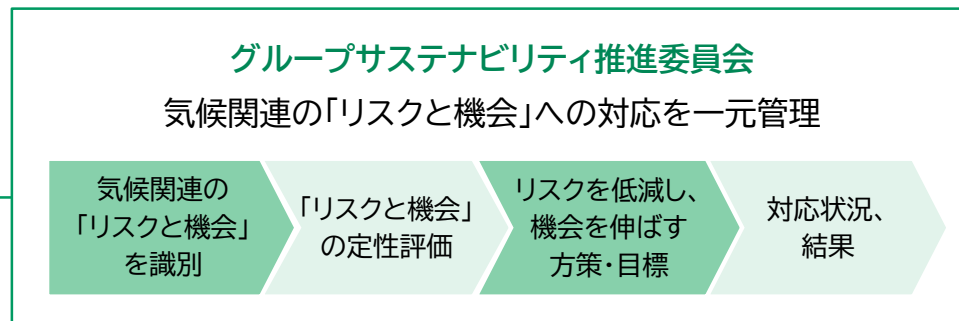 グループサステナビリティ推進委員会
気候関連の「リスクと機会」への対応を一元管理
気候関連の
「リスクと機会」
を識別
「リスクと機会」
の定性評価
リスクを低減し、
機会を伸ばす
方策・目標
対応状況、
結果